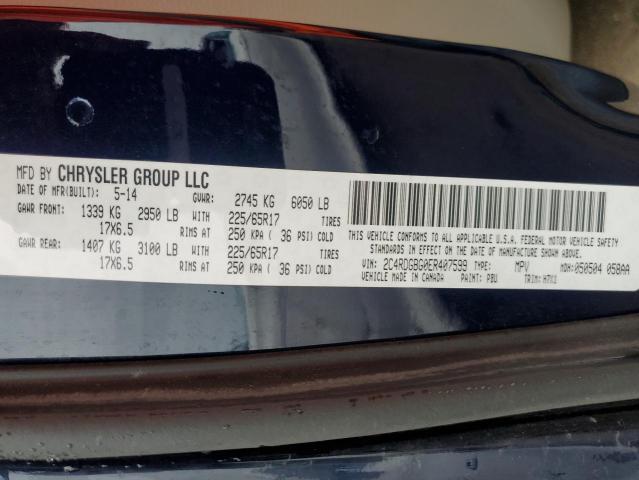 MFD BY CHRYSLER GROUP LLC
DATE OF MFR(BUILT): 5-14 GVWR: 2745 KG 6050 LB
GAWR FRONT: 1339 KG 2950 LB WITH 225/65R17 TIRES
17X6.5 RIMS AT 250 KPA ( 36 PSI) COLD
GAWR REAR: 1407 KG 3100 LB WITH 225/65R17 TIRES
17X6.5 RIMS AT 250 KPA ( 36 PSI) COLD
THIS VEHICLE CONFORMS TO ALL APPLICABLE U.S.A. FEDERAL MOTOR VEHICLE SAFETY
STANDARDS IN EFFECT ON THE DATE OF MANUFACTURE SHOWN ABOVE.
VIN: 2C4RDGBG0ER407599 TYPE: MPV MDH:050504 058AA
VEHICLE MADE IN CANADA PAINT: PBU TRIM: